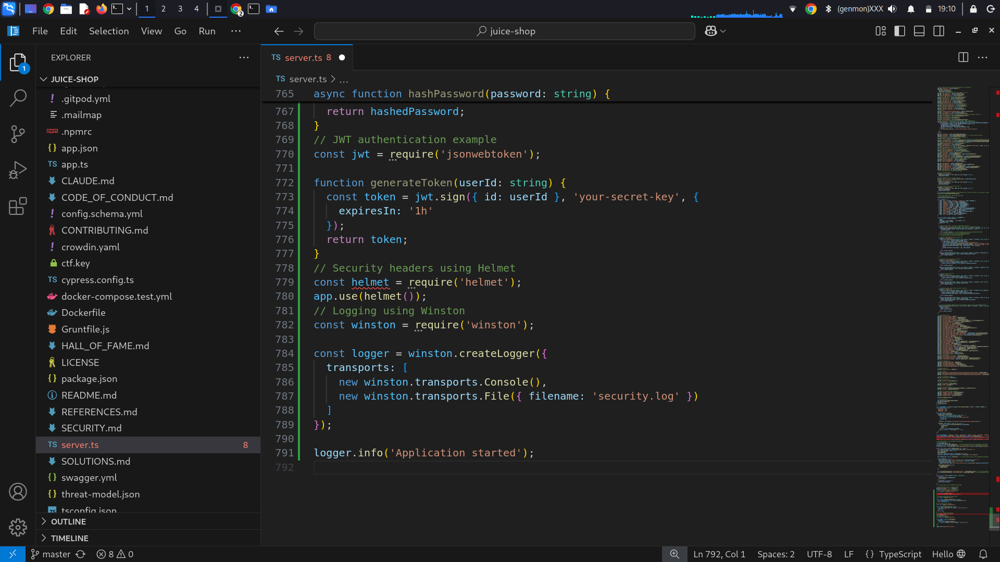 1
2
3
4
2
(genmon)XXX
19:10
File
Edit
Selection
View
Go
Run
juice-shop
EXPLORER
TS server.ts 8
1
JUICE-SHOP
TS server.ts > ...
.gitpod.yml
.mailmap
.npmrc
{} app.json
TS app.ts
CLAUDE.md
CODE_OF_CONDUCT.md
! config.schema.yml
CONTRIBUTING.md
! crowdin.yaml
ctf.key
TS cypress.config.ts
docker-compose.test.yml
Dockerfile
Gruntfile.js
HALL_OF_FAME.md
LICENSE
{} package.json
README.md
REFERENCES.md
SECURITY.md
TS server.ts 8
SOLUTIONS.md
{} swagger.yml
{} threat-model.json
TS tsconfig.json
OUTLINE
TIMELINE
765 async function hashPassword(password: string) {
767 return hashedPassword;
768 }
769 // JWT authentication example
770 const jwt = require('jsonwebtoken');
771
772 function generateToken(userId: string) {
773 const token = jwt.sign({ id: userId }, 'your-secret-key', {
774 expiresIn: '1h'
775 });
776 return token;
777 }
778 // Security headers using Helmet
779 const helmet = require('helmet');
780 app.use(helmet());
781 // Logging using Winston
782 const winston = require('winston');
783
784 const logger = winston.createLogger({
785 transports: [
786 new winston.transports.Console(),
787 new winston.transports.File({ filename: 'security.log' })
788 ]
789 });
790
791 logger.info('Application started');
792
master
8
0
Ln 792, Col 1
Spaces: 2
UTF-8
LF
{} TypeScript
Hello